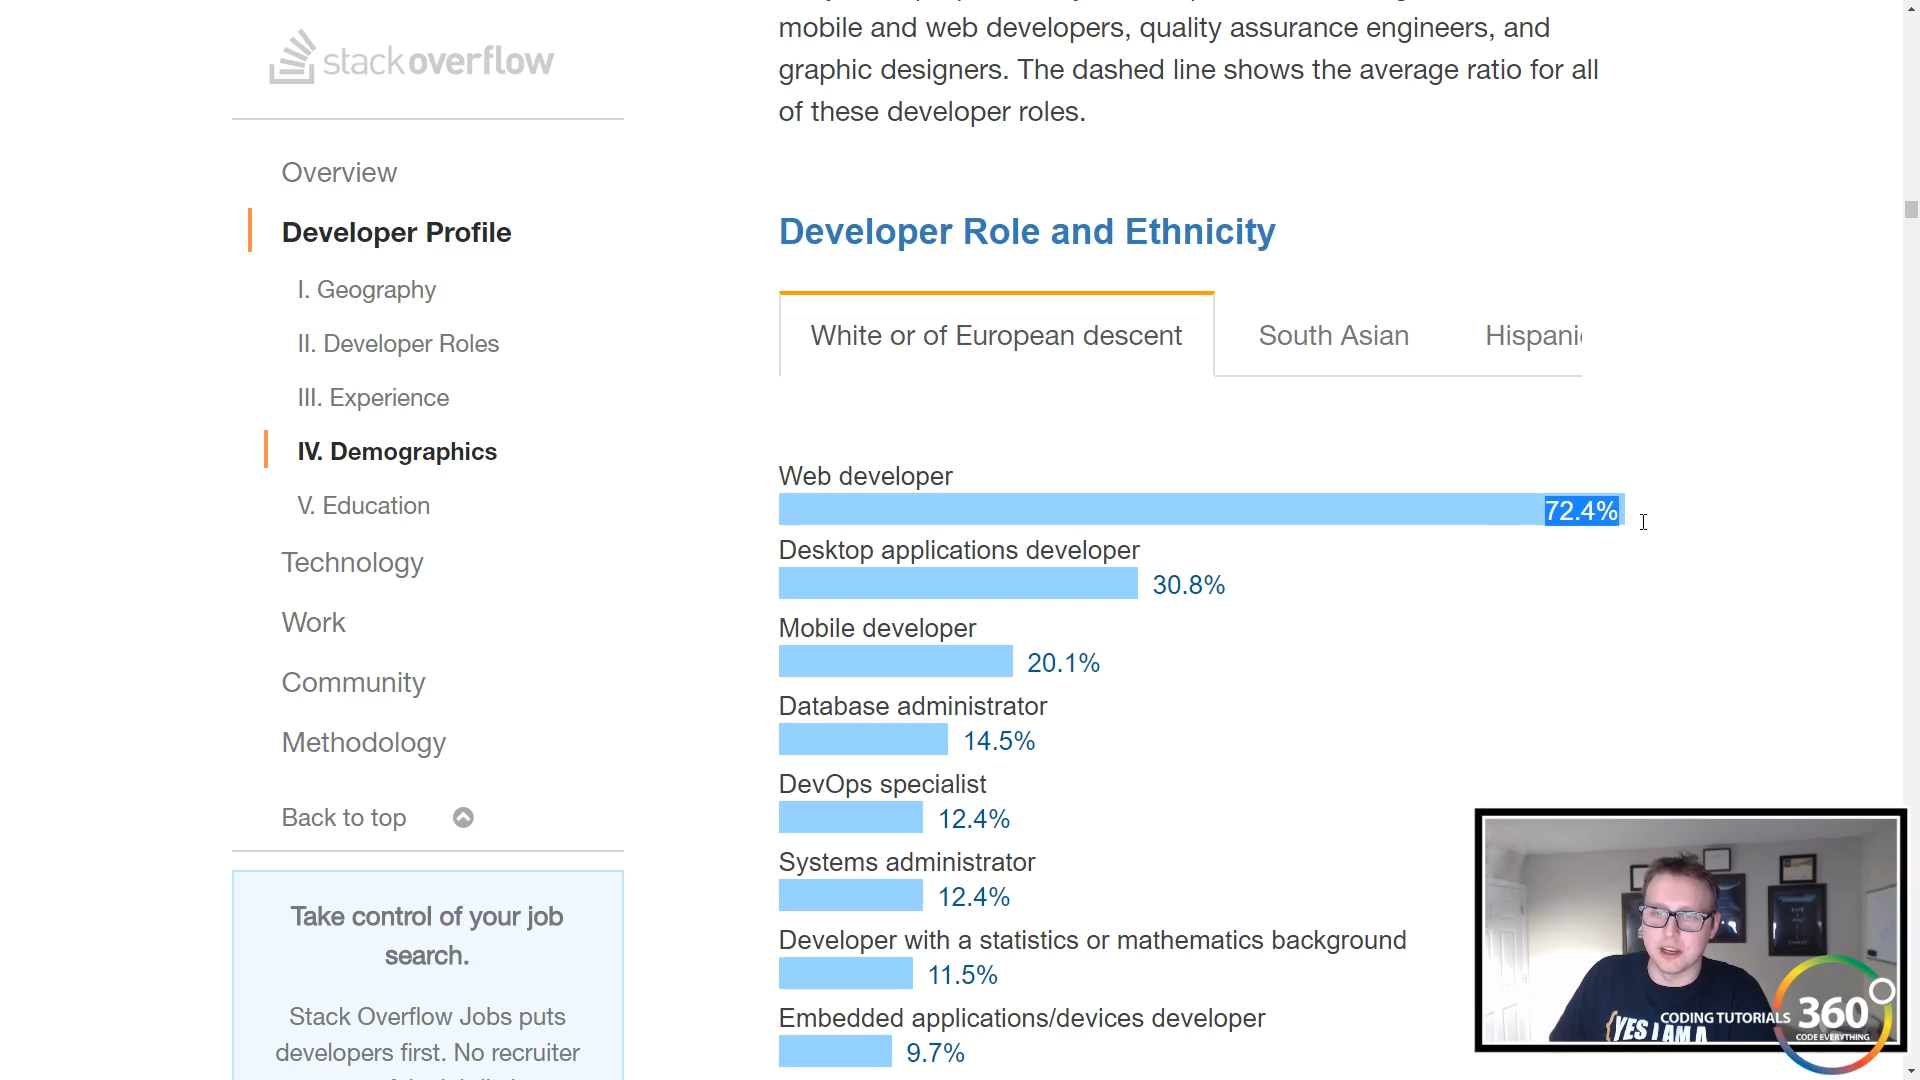 mobile and web developers, quality assurance engineers, and
graphic designers. The dashed line shows the average ratio for all
of these developer roles.
stackoverflow
Overview
Developer Profile
I. Geography
II. Developer Roles
III. Experience
IV. Demographics
V. Education
Technology
Work
Community
Methodology
Back to top
Take control of your job
search.
Stack Overflow Jobs puts
developers first. No recruiter
Developer Role and Ethnicity
White or of European descent
South Asian
Hispani
Web developer
72.4%
Desktop applications developer
30.8%
Mobile developer
20.1%
Database administrator
14.5%
DevOps specialist
12.4%
Systems administrator
12.4%
Developer with a statistics or mathematics background
11.5%
Embedded applications/devices developer
9.7%
{YES I AM A
CODING TUTORIALS 360
CODE EVERYTHING